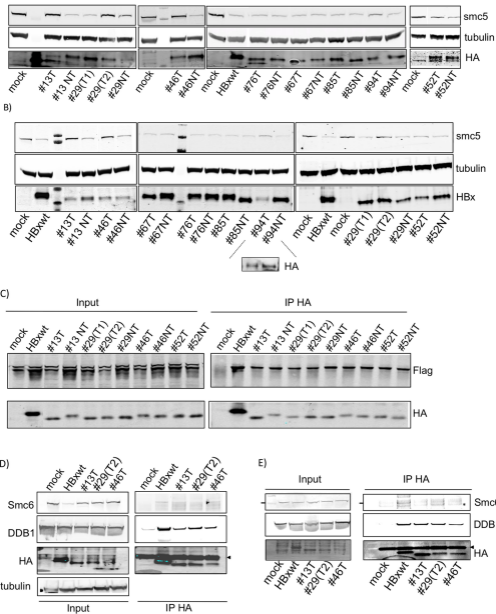 smc5
tubulin
HA
mock
#13T
#13 NT
#29(T1)
#29(T2)
#29NT
mock
#46T
#46NT
mock
HBxwt
#76T
#76NT
#67T
#67NT
#85T
#85NT
#94T
#94NT
mock
#52T
#52NT
B)
smc5
tubulin
HBx
mock
HBxwt
#13T
#13 NT
#46T
#46NT
#67T
#67NT
#76T
#76NT
#85T
#85NT
#94T
#94NT
mock
HBxwt
mock
#29(T1)
#29(T2)
#29NT
#52T
#52NT
HA
C)
Input IP HA
mock
HBxwt
#13T
#13 NT
#29(T1)
#29(T2)
#29NT
#46T
#46NT
#52T
#52NT
mock
HBxwt
#13T
#13 NT
#29(T1)
#29(T2)
#29NT
#46T
#46NT
#52T
#52NT
Flag
HA
D)
mock
HBxwt
#13T
#29(T2)
#46T
mock
HBxwt
#13T
#29(T2)
#46T
Smc6
DDB1
HA
tubulin
Input IP HA
E)
Input IP HA
Smc
DDB
HA
mock
HBxwt
#13T
#29(T2)
#46T
mock
HBxwt
#13T
#29(T2)
#46T